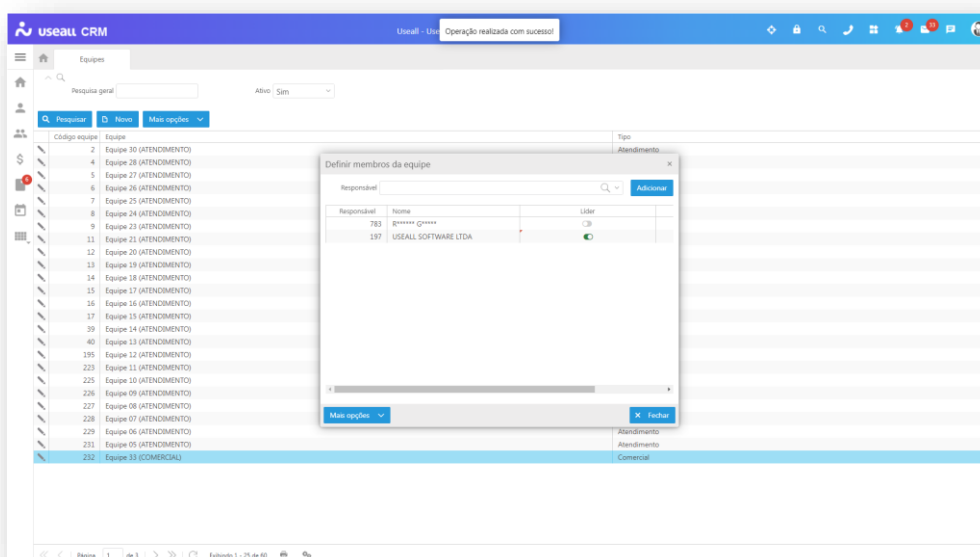 useall CRM
Useall - Use
Operação realizada com sucesso!
2
33
Equipes
Pesquisa geral
Ativo Sim
Pesquisar Novo Mais opções
Código equipe Equipe Tipo
2 Equipe 30 (ATENDIMENTO) Atendimento
4 Equipe 28 (ATENDIMENTO)
5 Equipe 27 (ATENDIMENTO)
6 Equipe 26 (ATENDIMENTO)
7 Equipe 25 (ATENDIMENTO)
8 Equipe 24 (ATENDIMENTO)
9 Equipe 23 (ATENDIMENTO)
11 Equipe 21 (ATENDIMENTO)
12 Equipe 20 (ATENDIMENTO)
13 Equipe 19 (ATENDIMENTO)
14 Equipe 18 (ATENDIMENTO)
15 Equipe 17 (ATENDIMENTO)
16 Equipe 16 (ATENDIMENTO)
17 Equipe 15 (ATENDIMENTO)
39 Equipe 14 (ATENDIMENTO)
40 Equipe 13 (ATENDIMENTO)
195 Equipe 12 (ATENDIMENTO)
223 Equipe 11 (ATENDIMENTO)
225 Equipe 10 (ATENDIMENTO)
226 Equipe 09 (ATENDIMENTO)
227 Equipe 08 (ATENDIMENTO)
228 Equipe 07 (ATENDIMENTO)
229 Equipe 06 (ATENDIMENTO) Atendimento
231 Equipe 05 (ATENDIMENTO) Atendimento
232 Equipe 33 (COMERCIAL) Comercial
Definir membros da equipe
Responsável Adicionar
Responsável Nome Líder
783 R****** G*****
197 USEALL SOFTWARE LTDA
Mais opções Fechar
Página 1 de 3 Exibindo 1 - 25 de 60